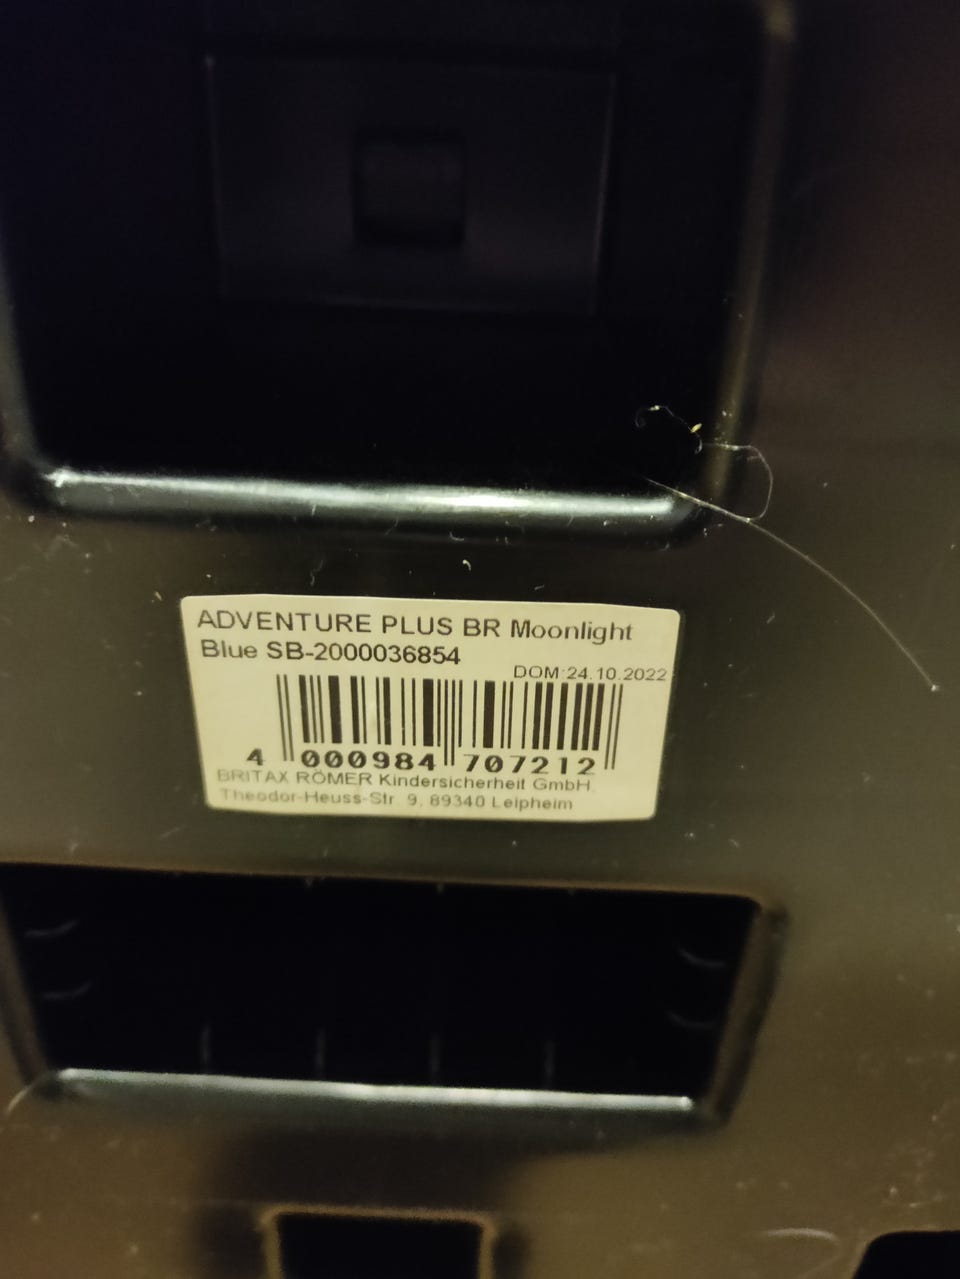 ADVENTURE PLUS BR Moonlight
Blue SB-2000036854
DOM:24.10.2022
4 000984 707212
BRITAX RÖMER Kindersicherheit GmbH
Theodor-Heuss-Str. 9, 89340 Leipheim